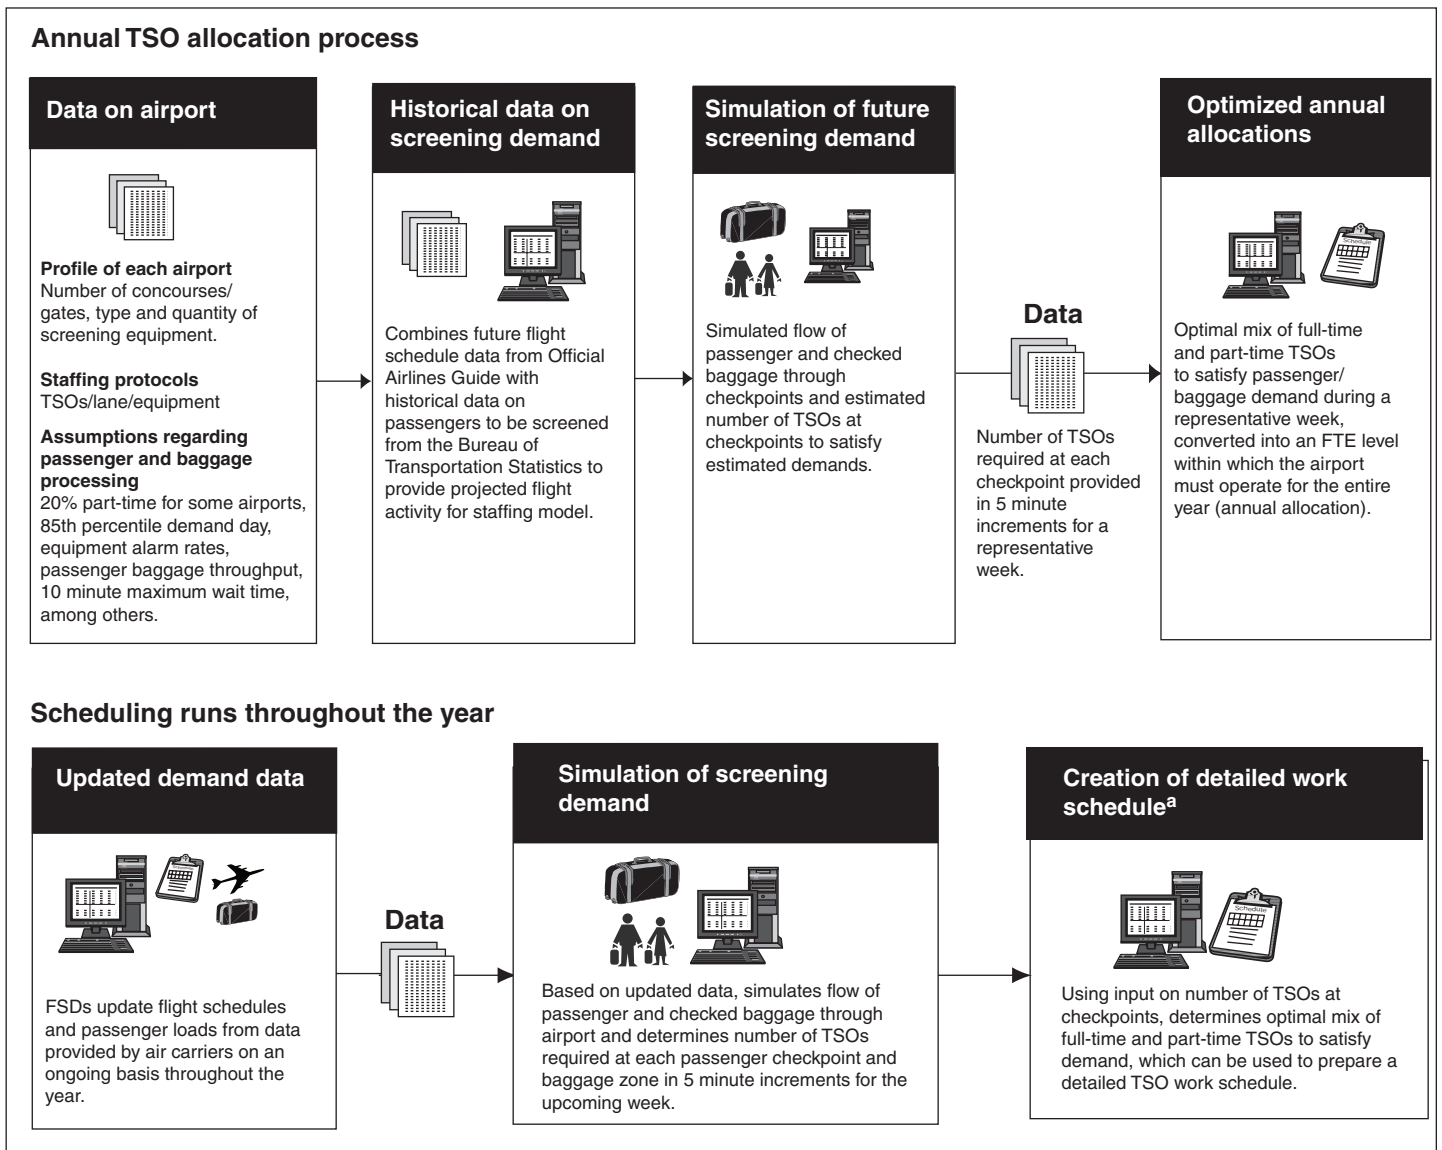 Annual TSO allocation process
Data on airport
Profile of each airport
Number of concourses/
gates, type and quantity of
screening equipment.
Staffing protocols
TSOs/lane/equipment
Assumptions regarding
passenger and baggage
processing
20% part-time for some airports,
85th percentile demand day,
equipment alarm rates,
passenger baggage throughput,
10 minute maximum wait time,
among others.
Historical data on
screening demand
Combines future flight
schedule data from Official
Airlines Guide with
historical data on
passengers to be screened
from the Bureau of
Transportation Statistics to
provide projected flight
activity for staffing model.
Simulation of future
screening demand
Simulated flow of
passenger and checked
baggage through
checkpoints and estimated
number of TSOs at
checkpoints to satisfy
estimated demands.
Data
Number of TSOs
required at each
checkpoint provided
in 5 minute
increments for a
representative
week.
Optimized annual
allocations
Schedule
Optimal mix of full-time
and part-time TSOs
to satisfy passenger/
baggage demand during a
representative week,
converted into an FTE level
within which the airport
must operate for the entire
year (annual allocation).
Scheduling runs throughout the year
Updated demand data
FSDs update flight schedules
and passenger loads from data
provided by air carriers on an
ongoing basis throughout the
year.
Data
Simulation of screening
demand
Based on updated data, simulates flow of
passenger and checked baggage through
airport and determines number of TSOs
required at each passenger checkpoint and
baggage zone in 5 minute increments for the
upcoming week.
Creation of detailed work
schedule^a
Schedule
Using input on number of TSOs at
checkpoints, determines optimal mix of
full-time and part-time TSOs to satisfy
demand, which can be used to prepare a
detailed TSO work schedule.